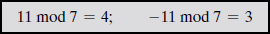 11 mod 7 = 4;  −11 mod 7 = 3